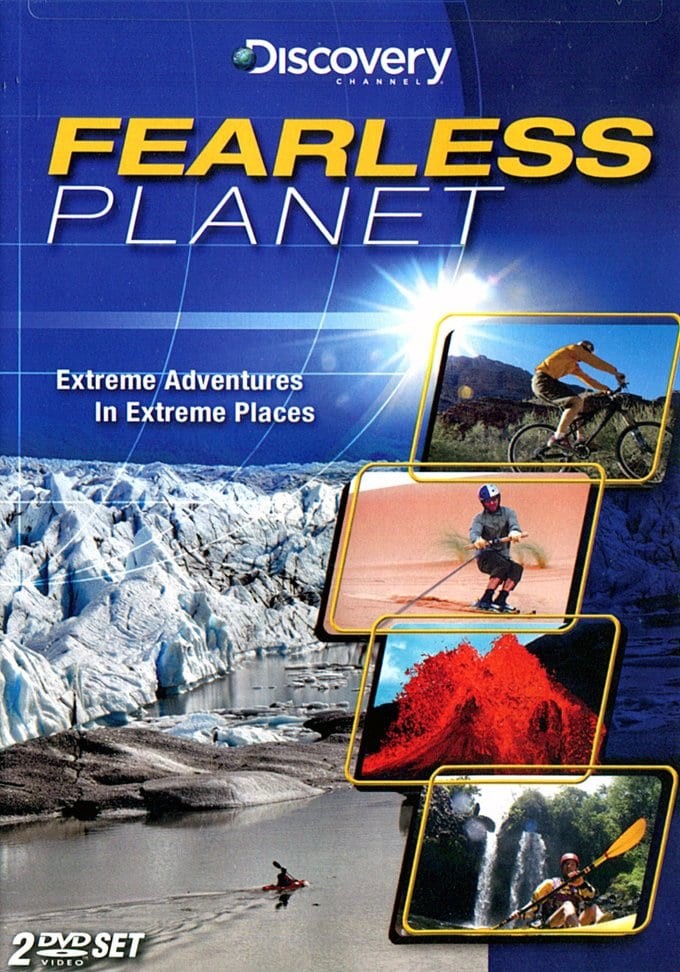 Discovery
CHANNEL
FEARLESS
PLANET
Extreme Adventures
In Extreme Places
2 DVD SET
VIDEO